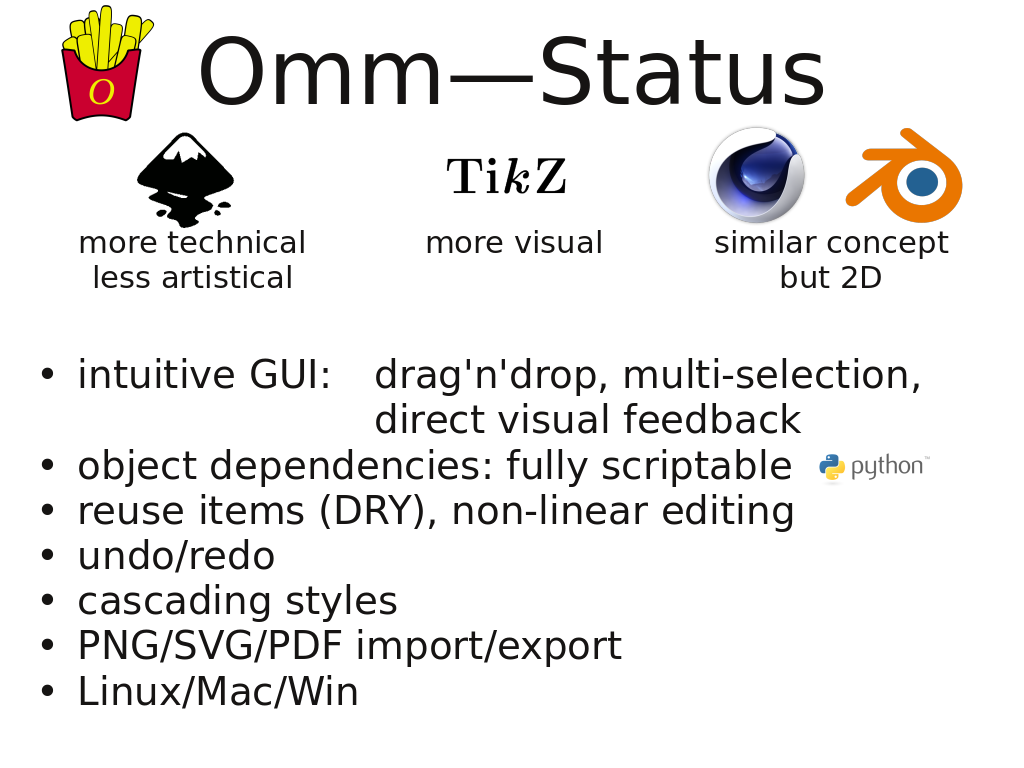 O
Omm—Status
TikZ
more technical
less artistical
more visual
similar concept
but 2D
• intuitive GUI: drag'n'drop, multi-selection,
direct visual feedback
• object dependencies: fully scriptable python™
• reuse items (DRY), non-linear editing
• undo/redo
• cascading styles
• PNG/SVG/PDF import/export
• Linux/Mac/Win